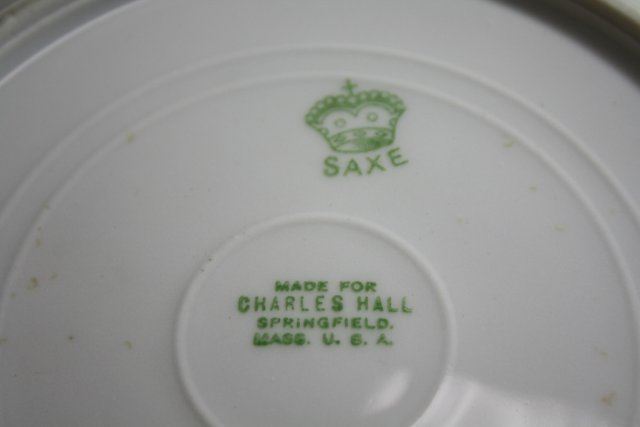 SAXE
MADE FOR
CHARLES HALL
SPRINGFIELD.
MASS. U. S. A.